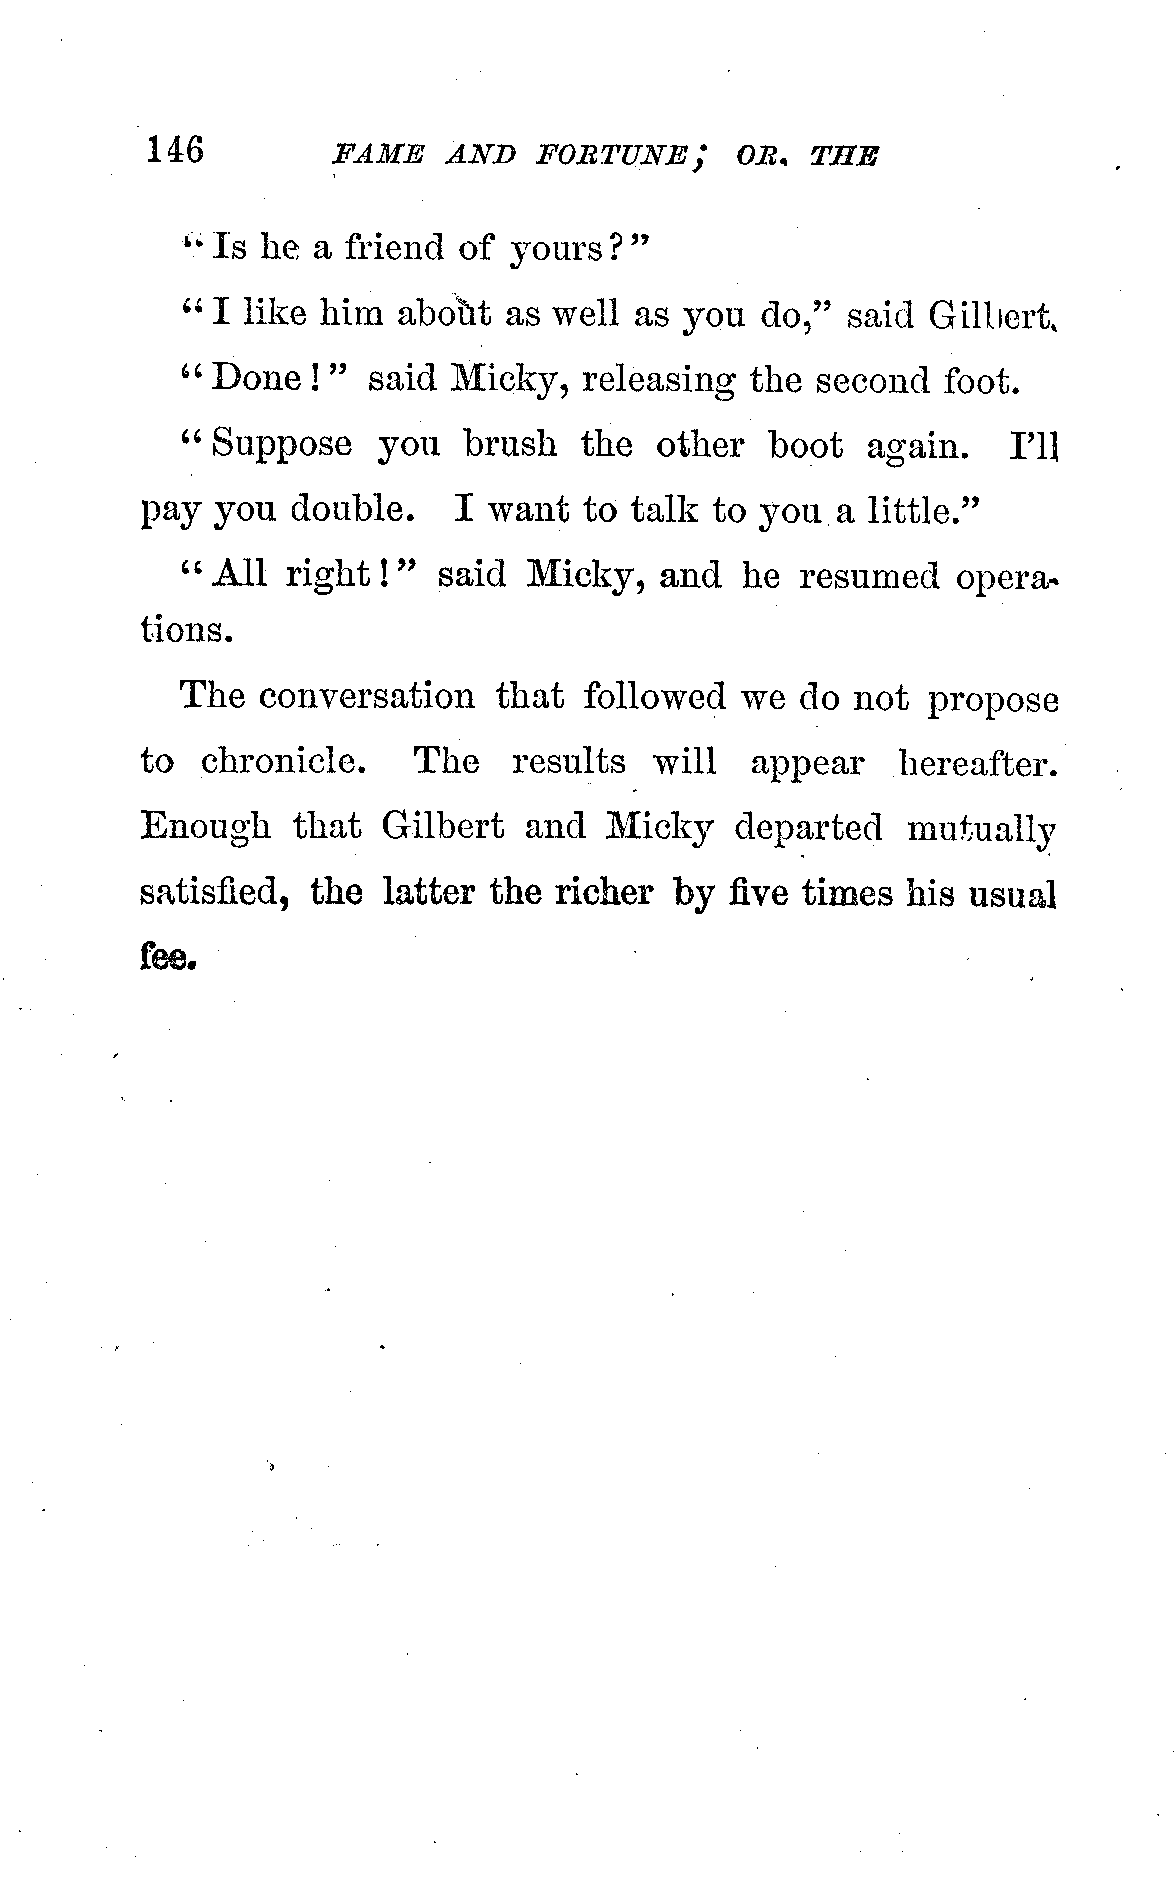 146 FAME AND FORTUNE; OR, THE
“Is he a friend of yours?”
“I like him about as well as you do,” said Gilbert.
“Done!” said Micky, releasing the second foot.
“Suppose you brush the other boot again. I’ll
pay you double. I want to talk to you a little.”
“All right!” said Micky, and he resumed opera-
tions.
The conversation that followed we do not propose
to chronicle. The results will appear hereafter.
Enough that Gilbert and Micky departed mutually
satisfied, the latter the richer by five times his usual
fee.